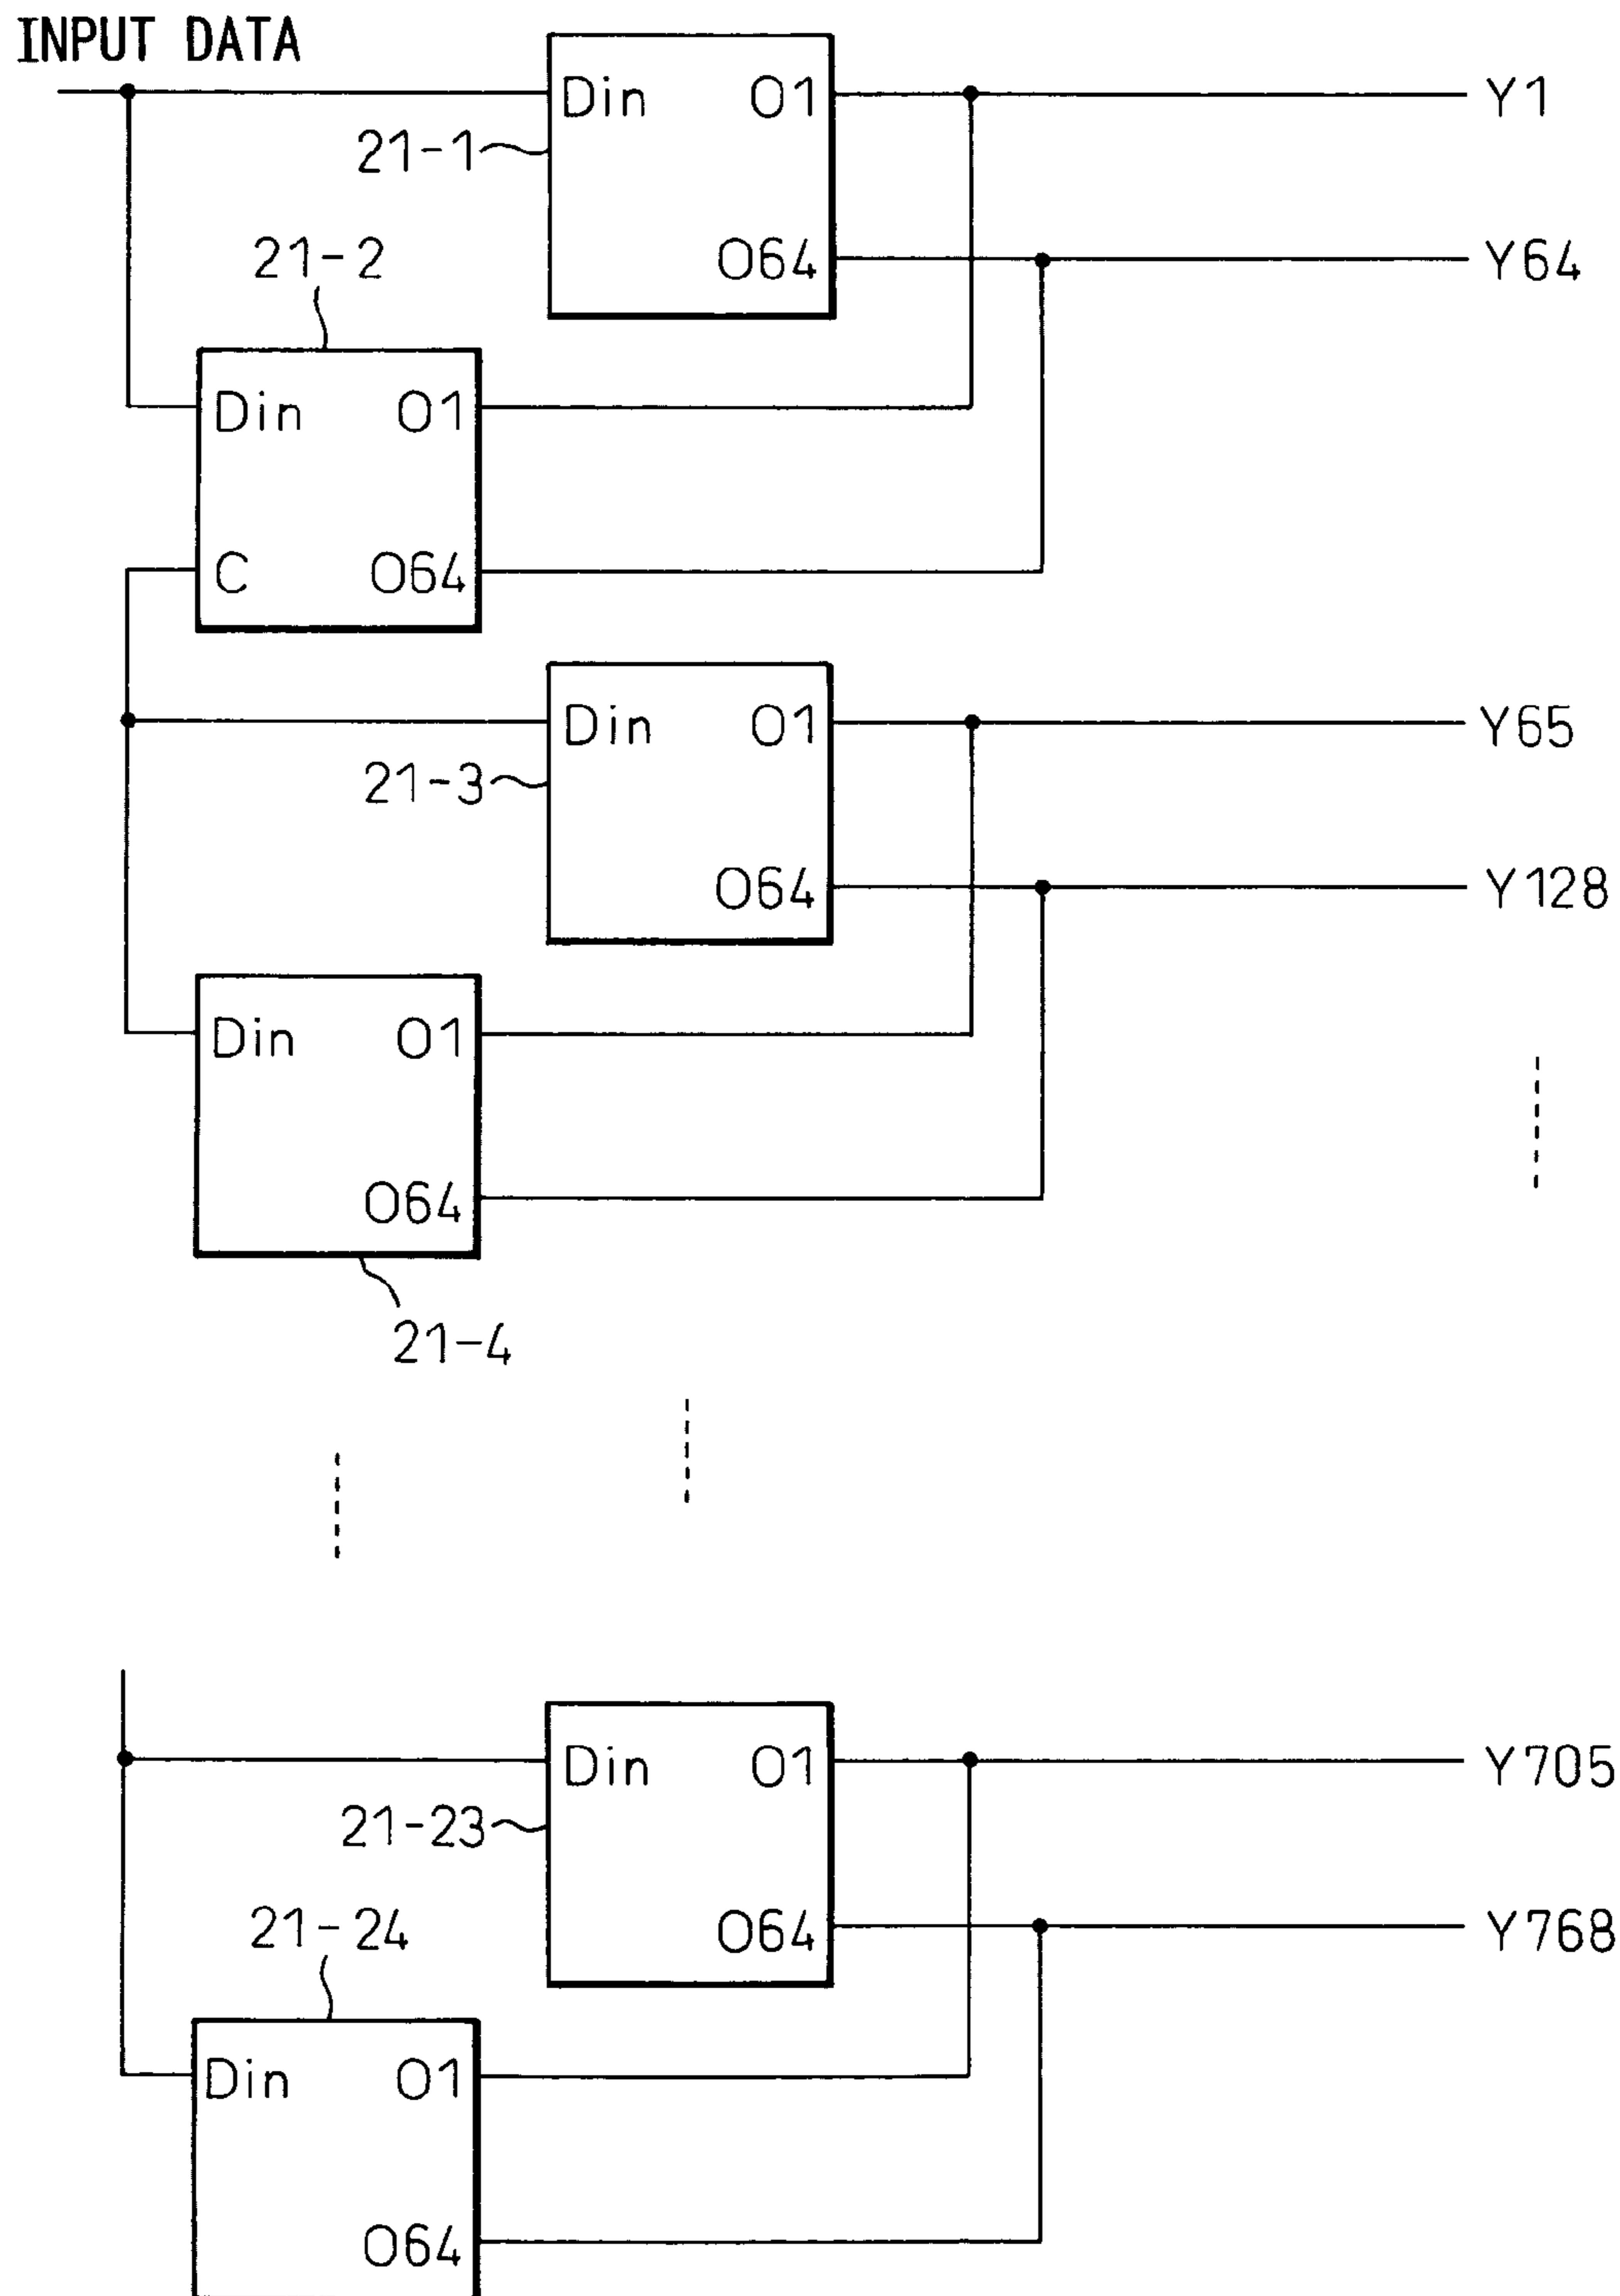 INPUT DATA
Din O1 Y1
21-1
O64 Y64
21-2
Din O1
C O64
Din O1 Y65
21-3
O64 Y128
Din O1
O64
21-4
Din O1 Y705
21-23
O64 Y768
21-24
Din O1
O64